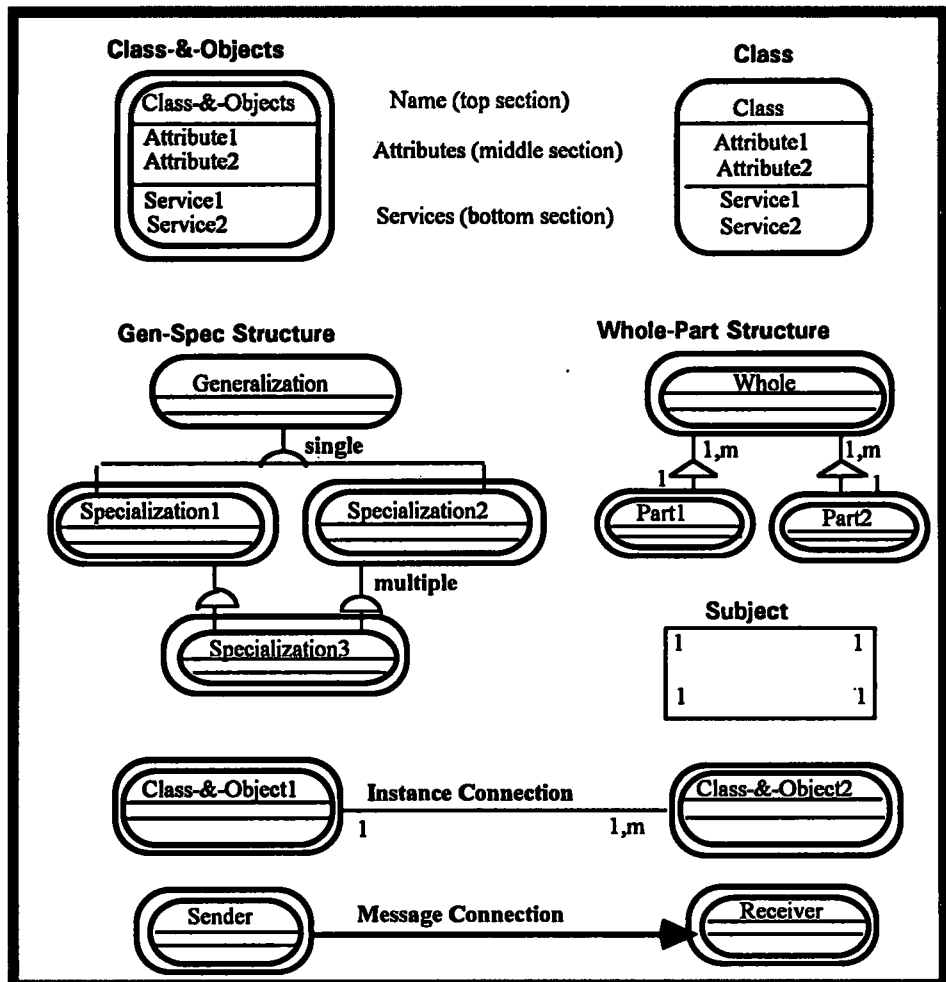 Class-&-Objects
Class
Class-&-Objects
Attribute1
Attribute2
Service1
Service2
Name (top section)
Attributes (middle section)
Services (bottom section)
Class
Attribute1
Attribute2
Service1
Service2
Gen-Spec Structure
Generalization
single
Specialization1
Specialization2
multiple
Specialization3
Whole-Part Structure
Whole
1,m
1,m
1
1
Part1
Part2
Subject
1 1
1 1
Class-&-Object1
Instance Connection
Class-&-Object2
1
1,m
Sender
Message Connection
Receiver